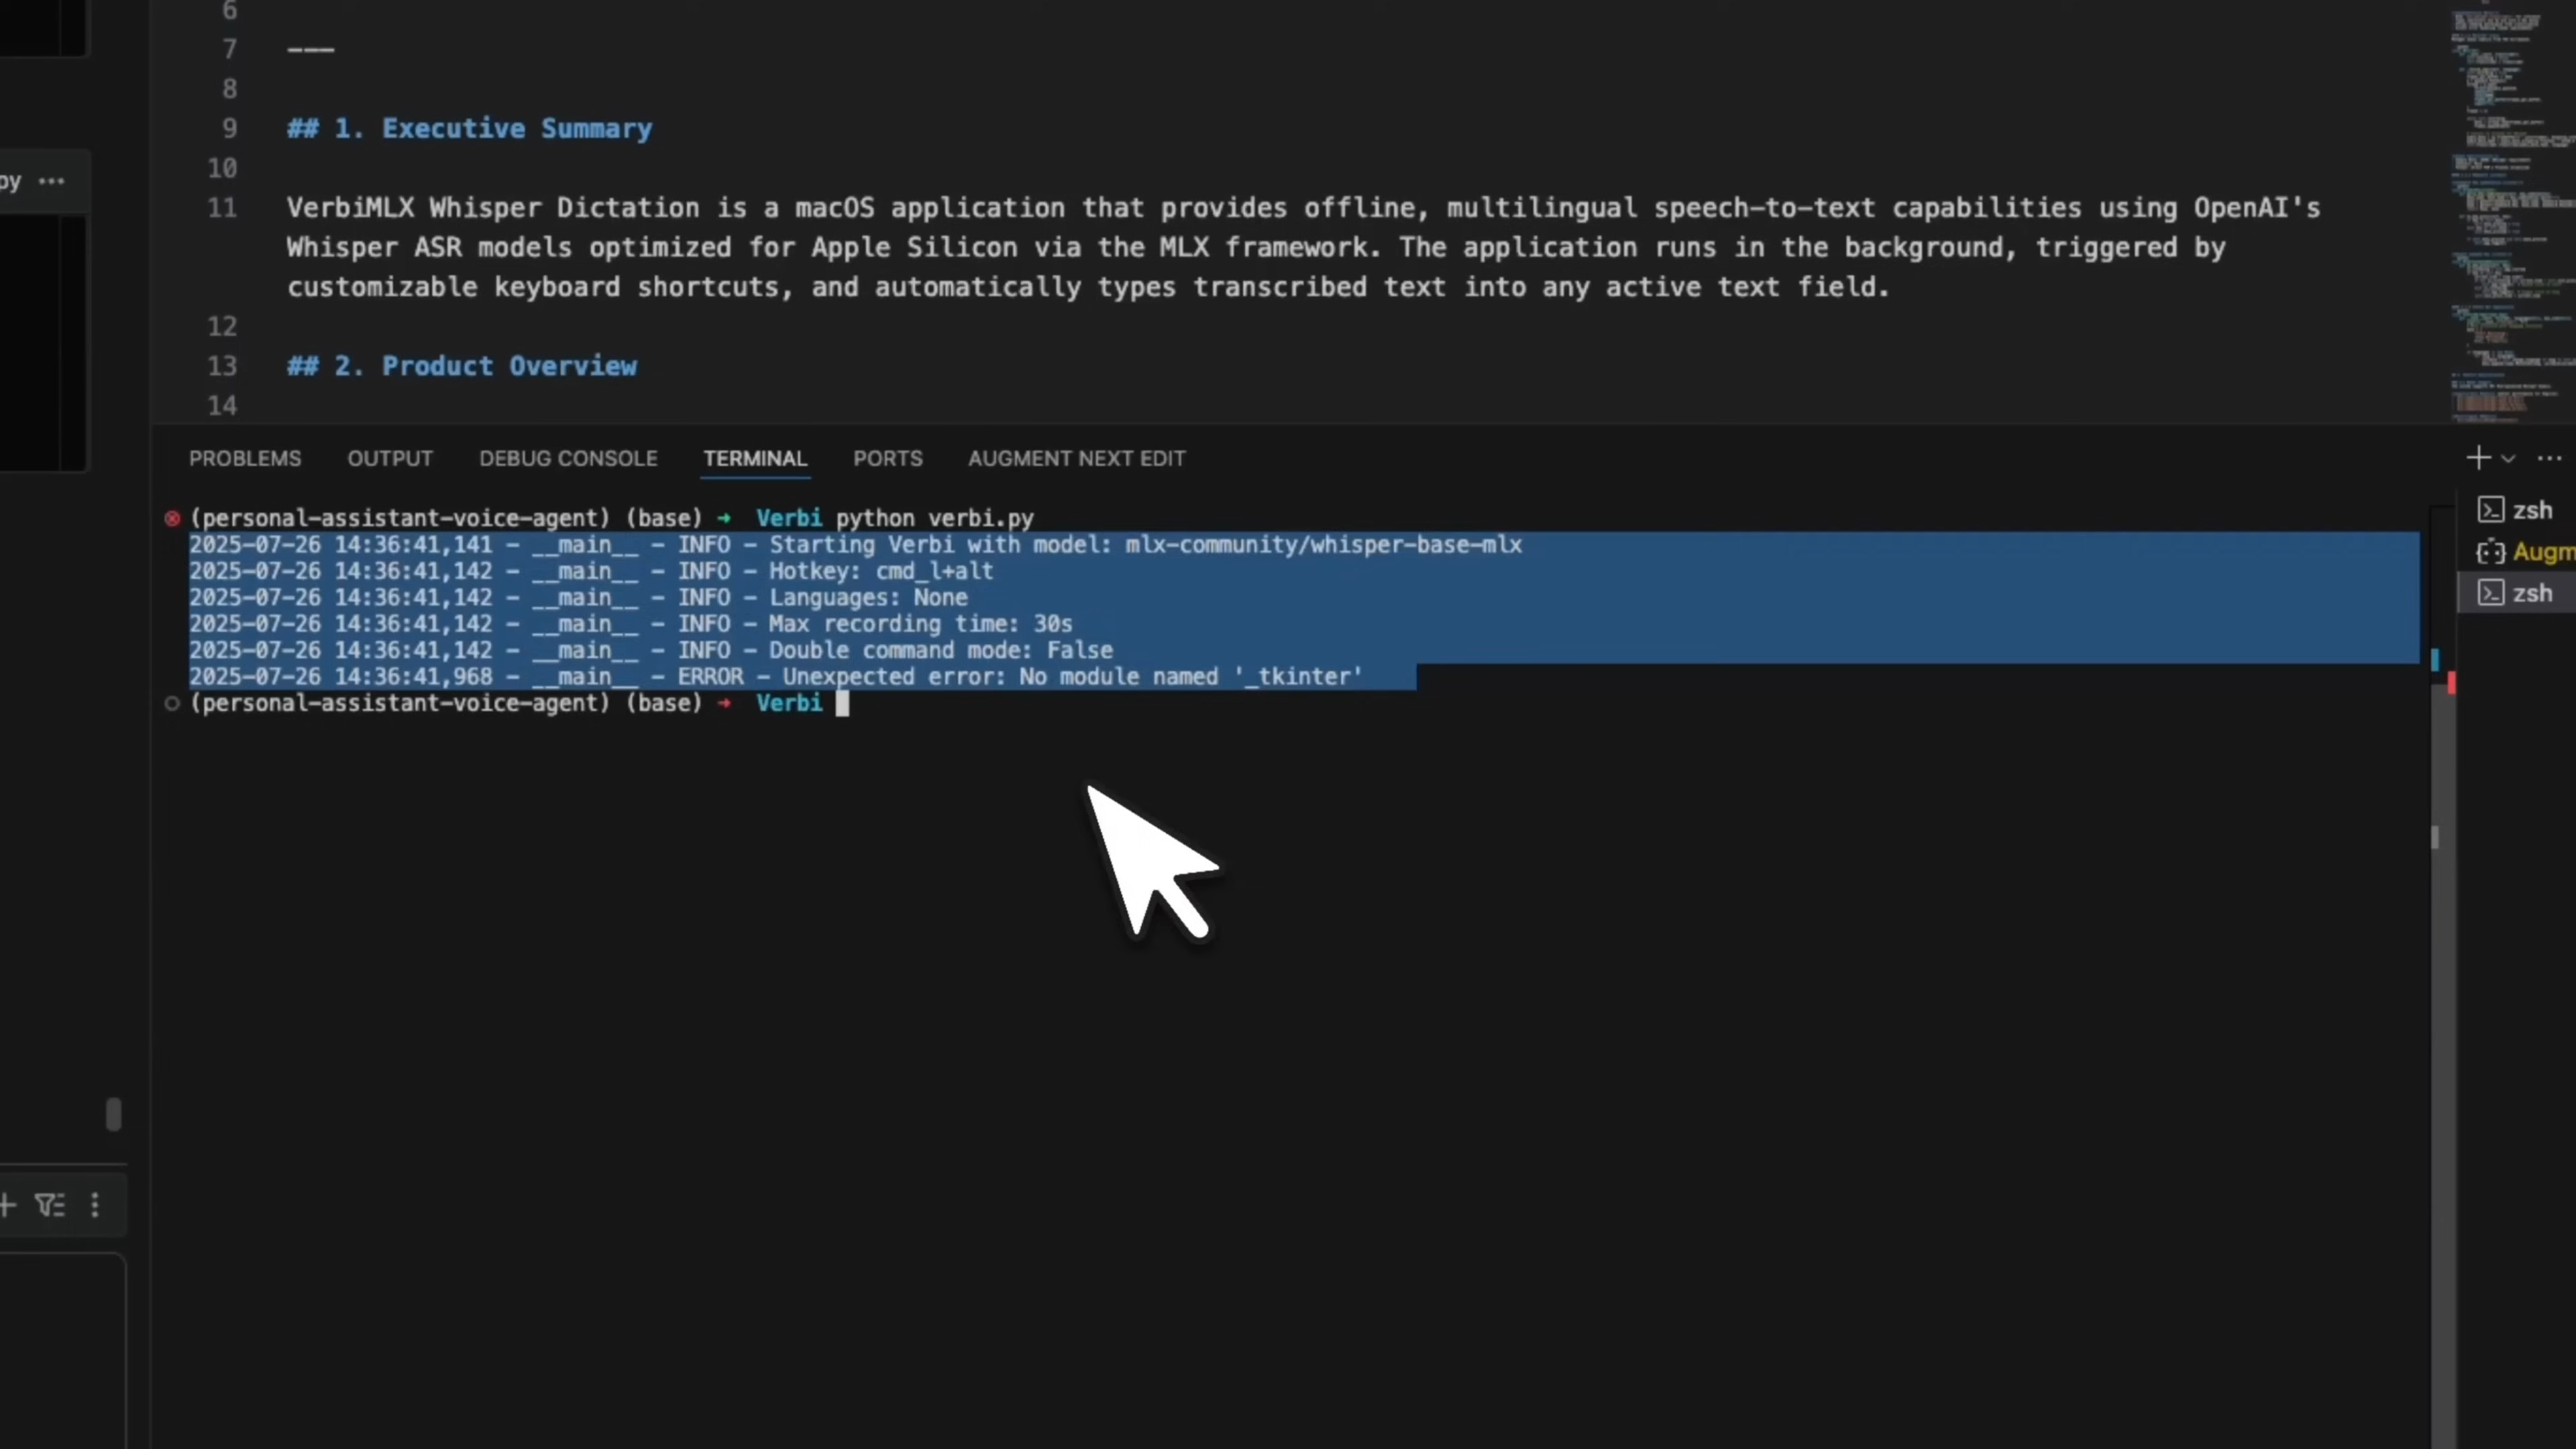 6
7 ---
8
9 ## 1. Executive Summary
10
11 VerbiMLX Whisper Dictation is a macOS application that provides offline, multilingual speech-to-text capabilities using OpenAI's
Whisper ASR models optimized for Apple Silicon via the MLX framework. The application runs in the background, triggered by
customizable keyboard shortcuts, and automatically types transcribed text into any active text field.
12
13 ## 2. Product Overview
14
py ...
PROBLEMS OUTPUT DEBUG CONSOLE TERMINAL PORTS AUGMENT NEXT EDIT
(personal-assistant-voice-agent) (base) → Verbi python verbi.py
2025-07-26 14:36:41,141 - __main__ - INFO - Starting Verbi with model: mlx-community/whisper-base-mlx
2025-07-26 14:36:41,142 - __main__ - INFO - Hotkey: cmd_l+alt
2025-07-26 14:36:41,142 - __main__ - INFO - Languages: None
2025-07-26 14:36:41,142 - __main__ - INFO - Max recording time: 30s
2025-07-26 14:36:41,142 - __main__ - INFO - Double command mode: False
2025-07-26 14:36:41,968 - __main__ - ERROR - Unexpected error: No module named '_tkinter'
(personal-assistant-voice-agent) (base) → Verbi
zsh
Augm
zsh